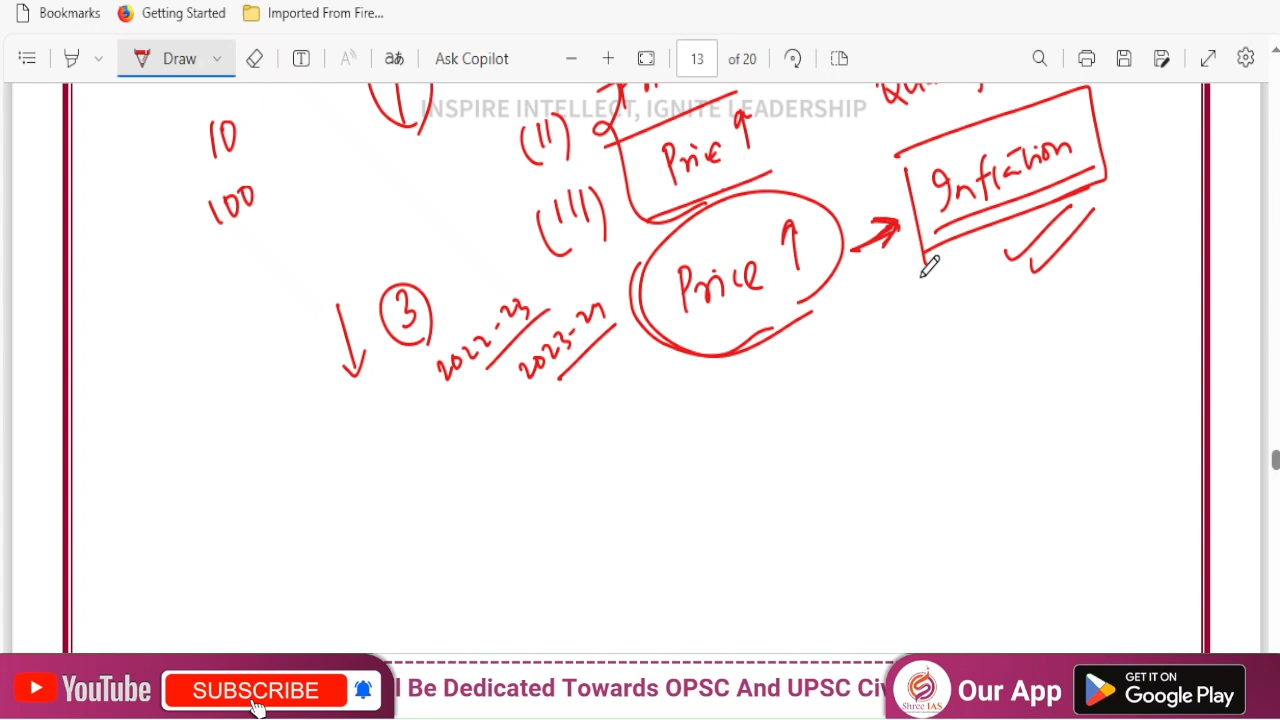 Bookmarks Getting Started Imported From Fire...
Draw Ask Copilot 13 of 20
INSPIRE INTELLECT, IGNITE LEADERSHIP
10
100
(II)
Price ↑
(III)
Price ↑
→ Inflation
↓ 3
2022-23
YouTube SUBSCRIBE
l Be Dedicated Towards OPSC And UPSC Civ
Shree IAS
Our App
GET IT ON
Google Play